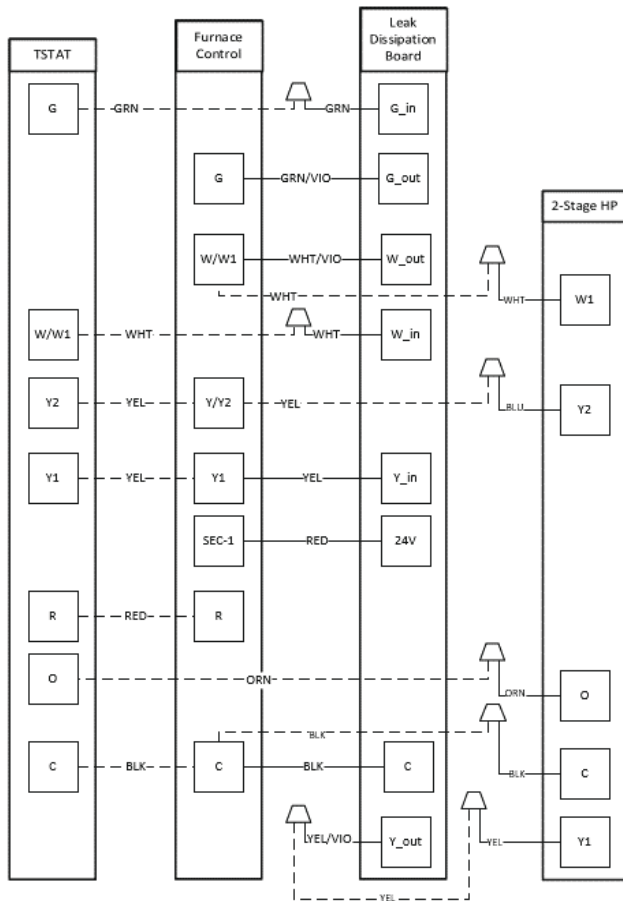 TSTAT
Furnace
Control
Leak
Dissipation
Board
2-Stage HP
G GRN GRN G_in
G GRN/VIO G_out
W/W1 WHT/VIO W_out
WHT WHT W1
W/W1 WHT WHT W_in
Y2 YEL Y/Y2 YEL BLU Y2
Y1 YEL Y1 YEL Y_in
SEC-1 RED 24V
R RED R
O ORN ORN O
BLK
C BLK C BLK C BLK C
YEL/VIO Y_out YEL Y1
YEL